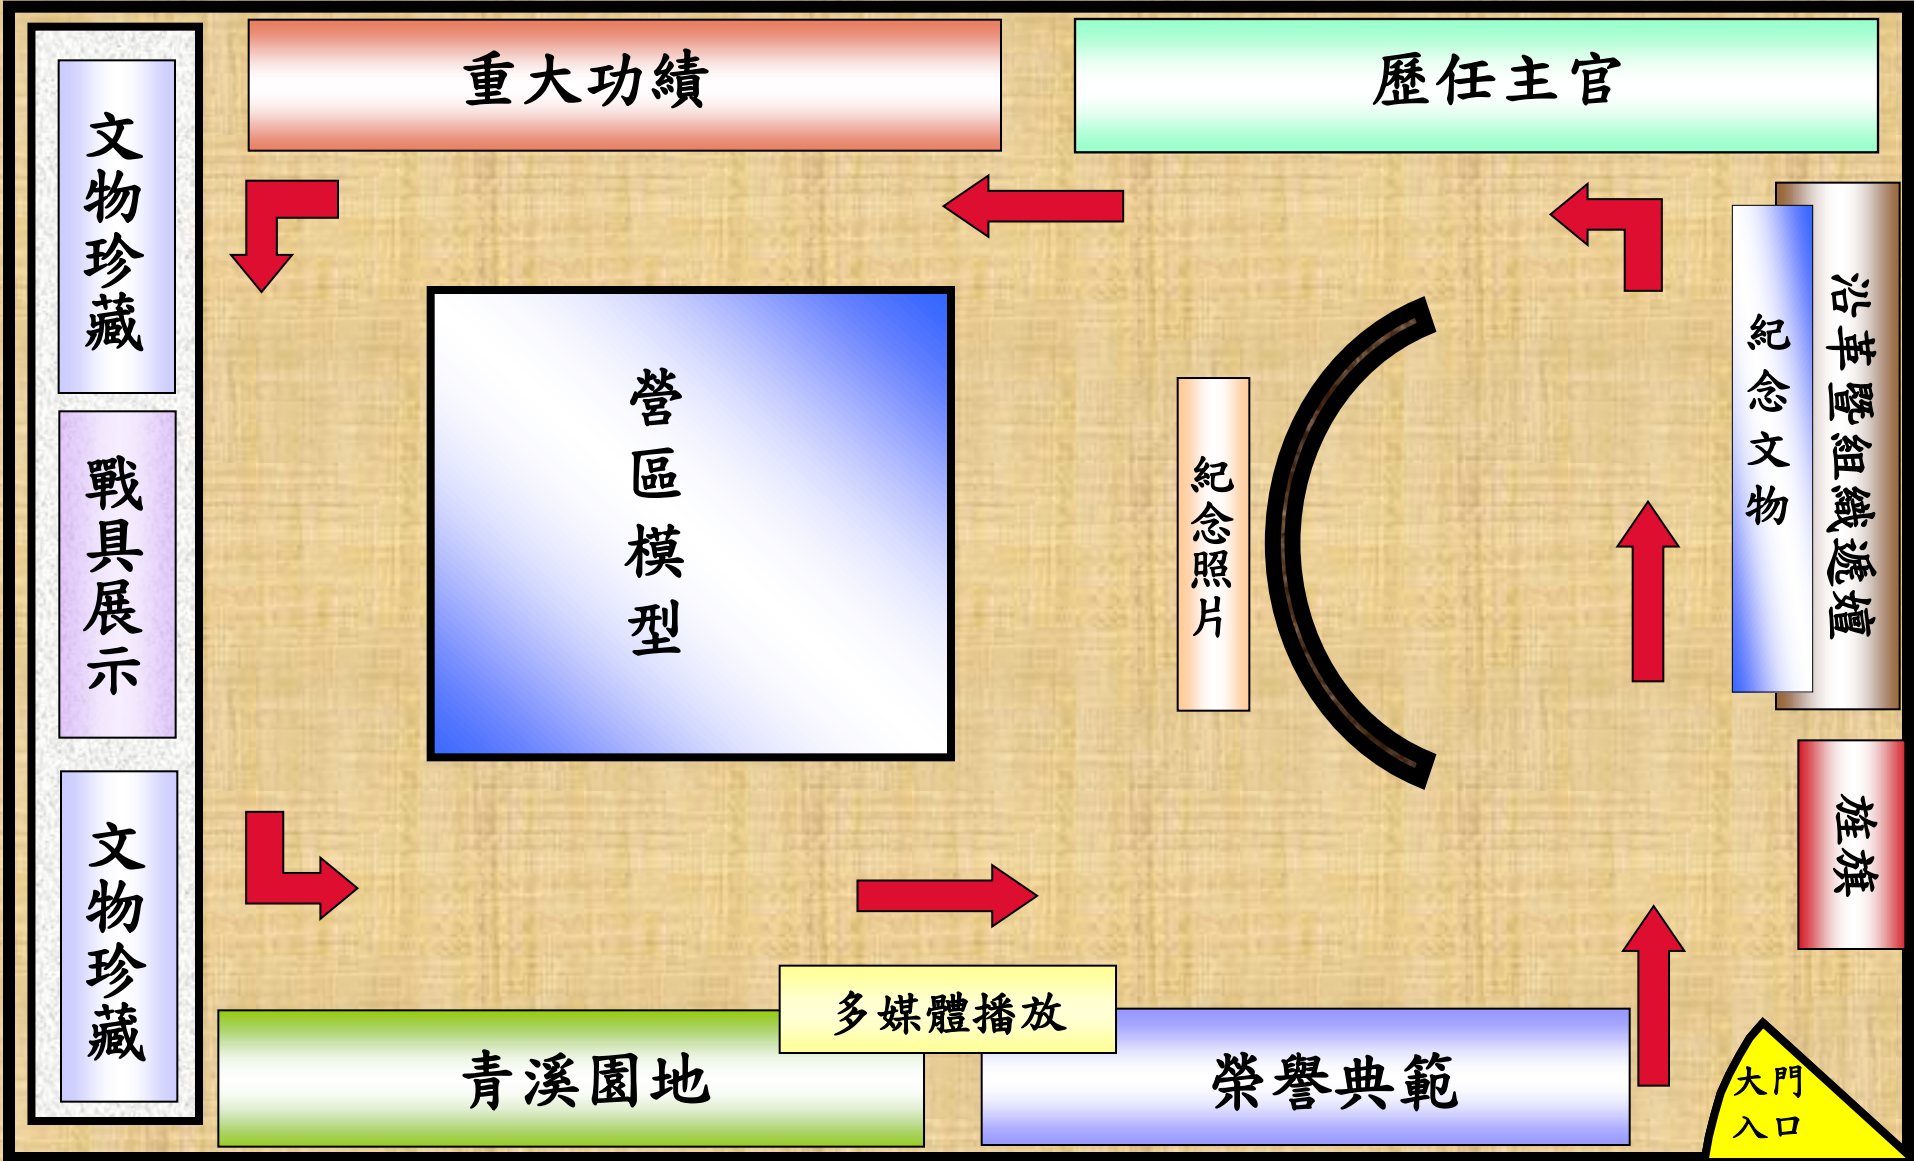 重大功績
歷任主官
文物珍藏
戰具展示
文物珍藏
營區模型
紀念照片
紀念文物
沿革暨組織遞嬗
旌旗
多媒體播放
青溪園地
榮譽典範
大門
入口